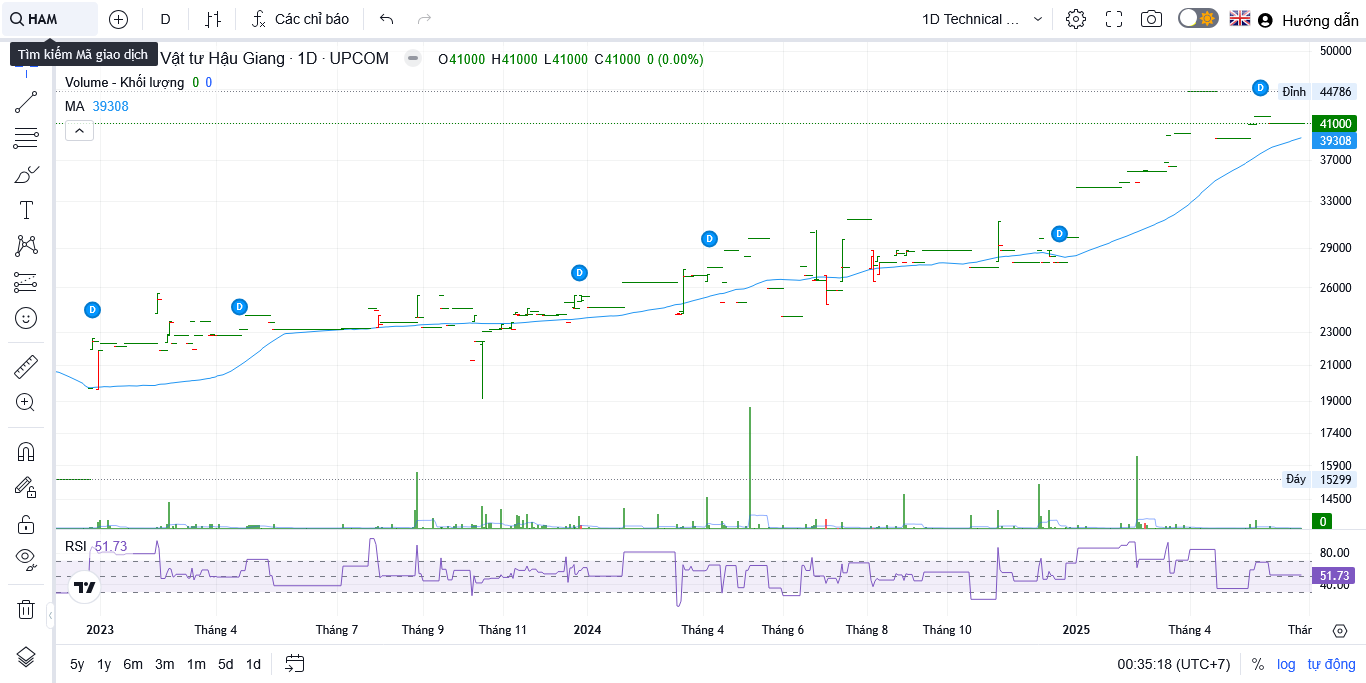 HAM
D
Các chỉ báo
1D Technical ...
Hướng dẫn
Tìm kiếm Mã giao dịch
Vật tư Hậu Giang · 1D · UPCOM
O41000 H41000 L41000 C41000 0 (0.00%)
Volume - Khối lượng 0 0
MA 39308
50000
D
Đỉnh 44786
41000
39308
37000
33000
D
D
29000
D
26000
D
D
23000
21000
19000
17400
15900
Đáy 15299
14500
0
RSI 51.73
80.00
51.73
40.00
2023
Tháng 4
Tháng 7
Tháng 9
Tháng 11
2024
Tháng 4
Tháng 6
Tháng 8
Tháng 10
2025
Tháng 4
Thár
5y 1y 6m 3m 1m 5d 1d
00:35:18 (UTC+7)
% log tự động